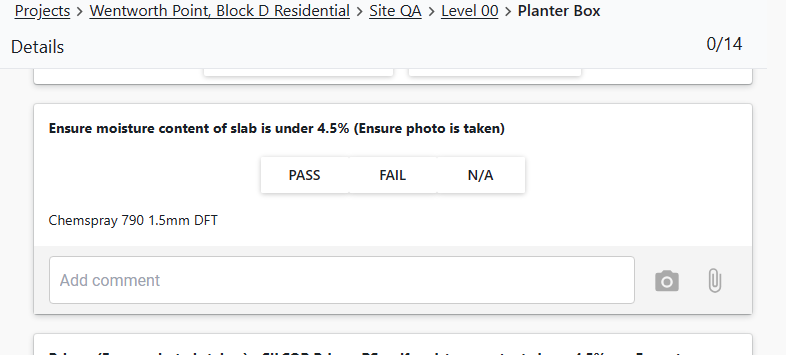 Projects > Wentworth Point, Block D Residential > Site QA > Level 00 > Planter Box
Details
0/14
Ensure moisture content of slab is under 4.5% (Ensure photo is taken)
PASS FAIL N/A
Chemspray 790 1.5mm DFT
Add comment